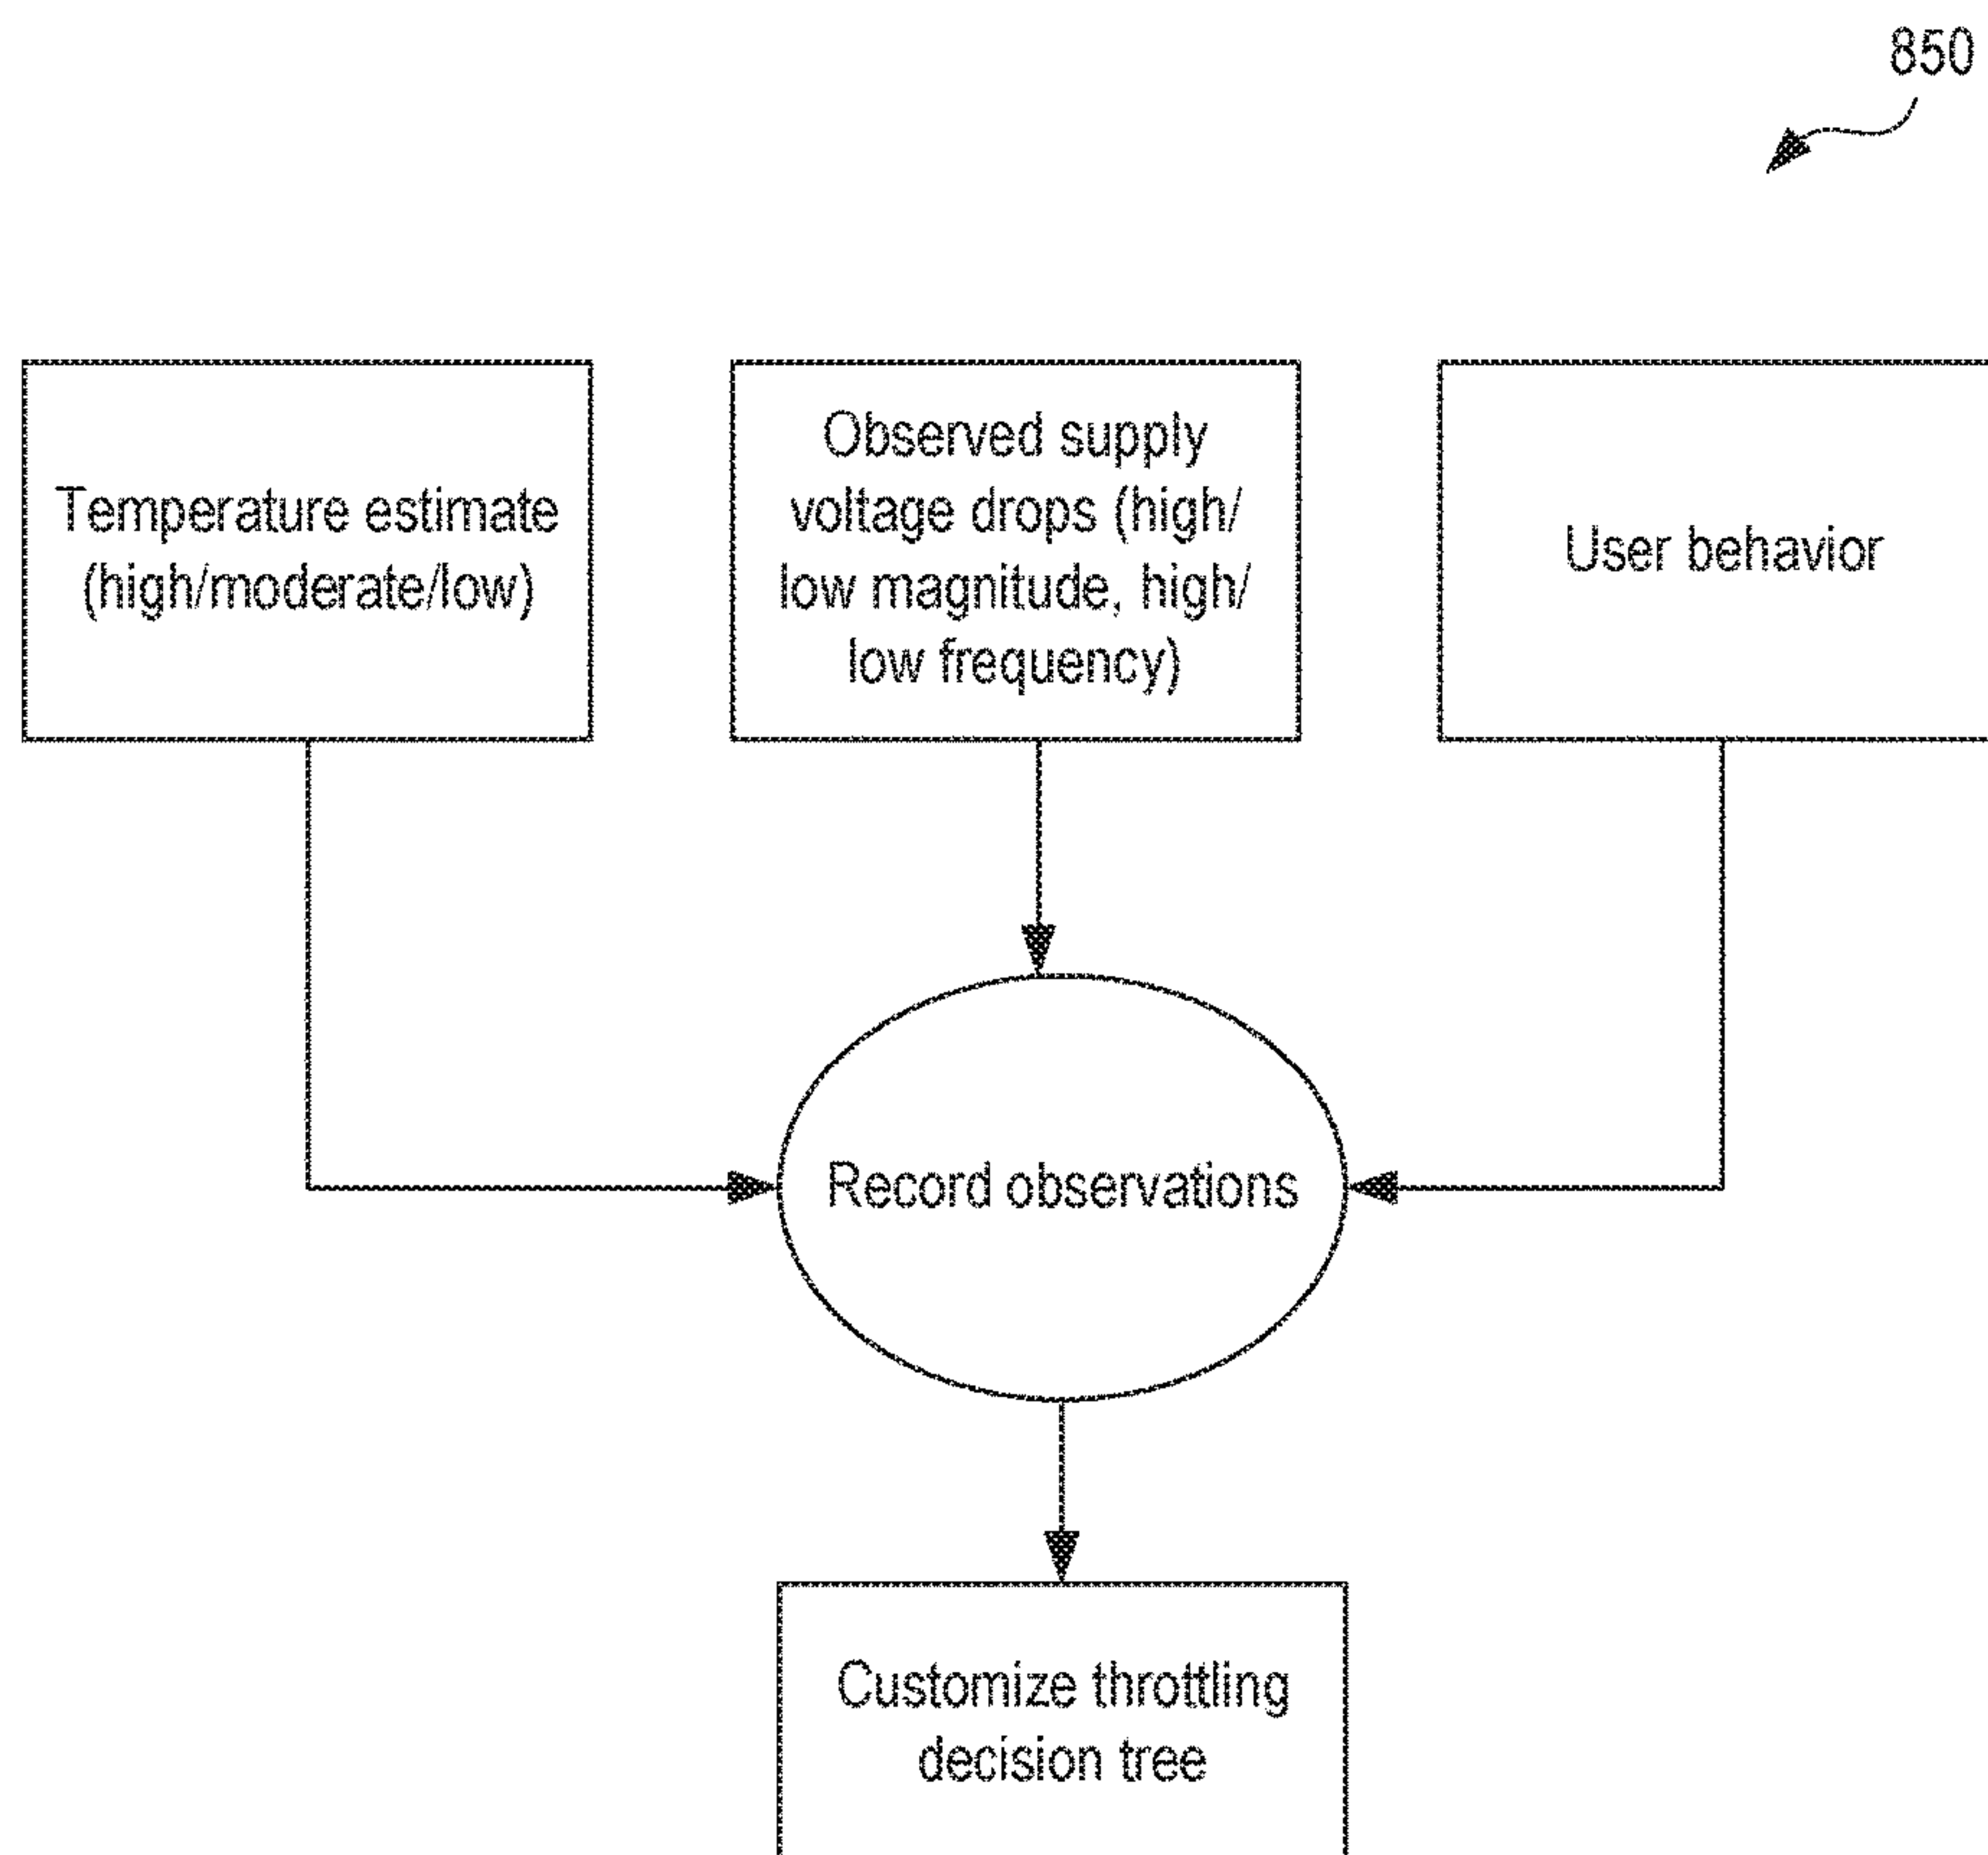 850
Temperature estimate
(high/moderate/low)
Observed supply
voltage drops (high/
low magnitude, high/
low frequency)
User behavior
Record observations
Customize throttling
decision tree